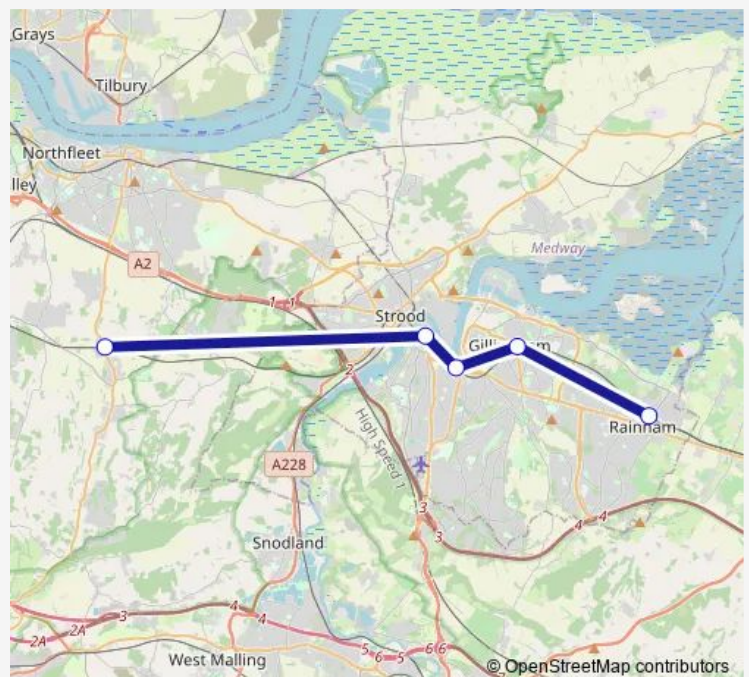 Grays
Tilbury
Northfleet
lley
A2
Medway
1
1
Strood
2
High Speed 1
A228
Rainham
3
3
4
4
Snodland
3
2A
2A
4
4
5
6
5
6
6
West Malling
© OpenStreetMap contributors